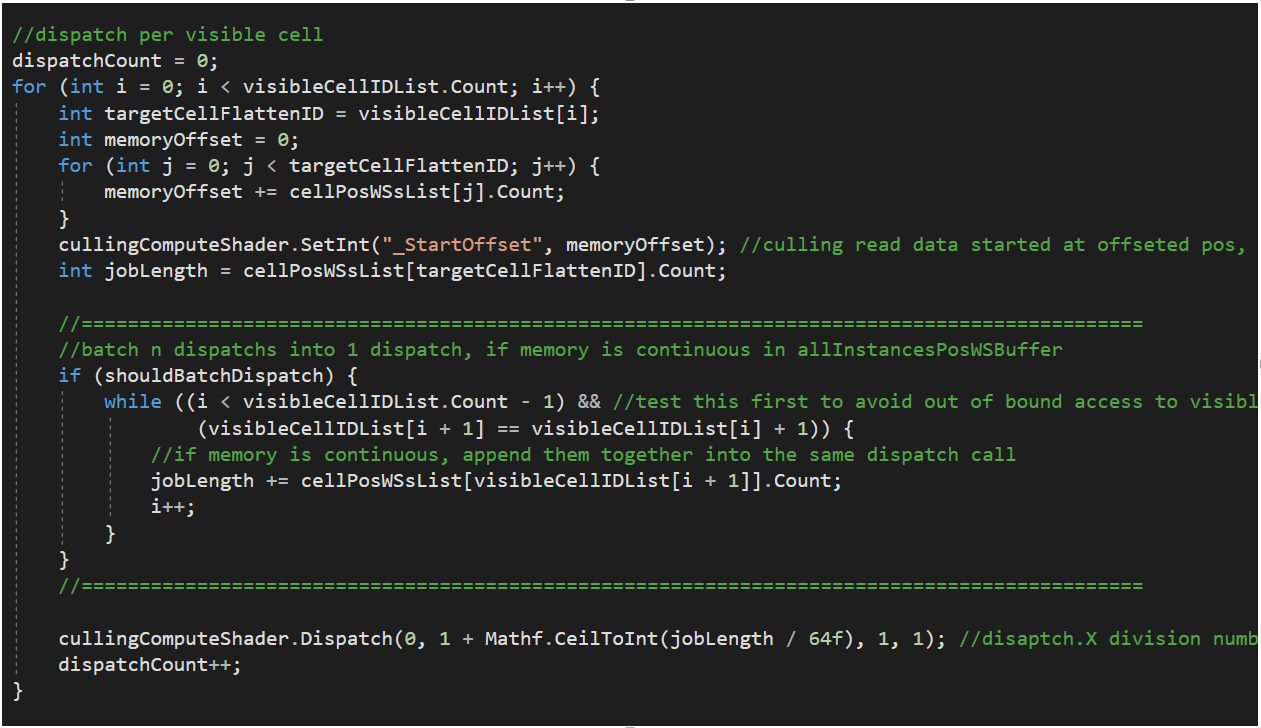 //dispatch per visible cell
dispatchCount = 0;
for (int i = 0; i < visibleCellIDList.Count; i++) {
    int targetCellFlattenID = visibleCellIDList[i];
    int memoryOffset = 0;
    for (int j = 0; j < targetCellFlattenID; j++) {
        memoryOffset += cellPosWSsList[j].Count;
    }
    cullingComputeShader.SetInt("_StartOffset", memoryOffset); //culling read data started at offseted pos,
    int jobLength = cellPosWSsList[targetCellFlattenID].Count;
    //============================================================================================
    //batch n dispatchs into 1 dispatch, if memory is continuous in allInstancesPosWSBuffer
    if (shouldBatchDispatch) {
        while ((i < visibleCellIDList.Count - 1) && //test this first to avoid out of bound access to visibl
                (visibleCellIDList[i + 1] == visibleCellIDList[i] + 1)) {
            //if memory is continuous, append them together into the same dispatch call
            jobLength += cellPosWSsList[visibleCellIDList[i + 1]].Count;
            i++;
        }
    }
    //============================================================================================
    cullingComputeShader.Dispatch(0, 1 + Mathf.CeilToInt(jobLength / 64f), 1, 1); //disaptch.X division numb
    dispatchCount++;
}